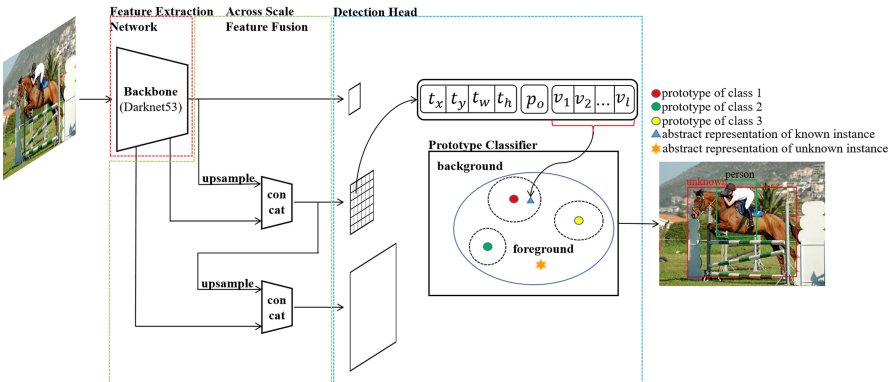 Feature Extraction
Network
Across Scale
Feature Fusion
Detection Head
Backbone
(Darknet53)
upsample
con
cat
upsample
con
cat
t_x t_y t_w t_h p_o v_1 v_2 ... v_l
Prototype Classifier
background
foreground
prototype of class 1
prototype of class 2
prototype of class 3
abstract representation of known instance
abstract representation of unknown instance
person
unknown